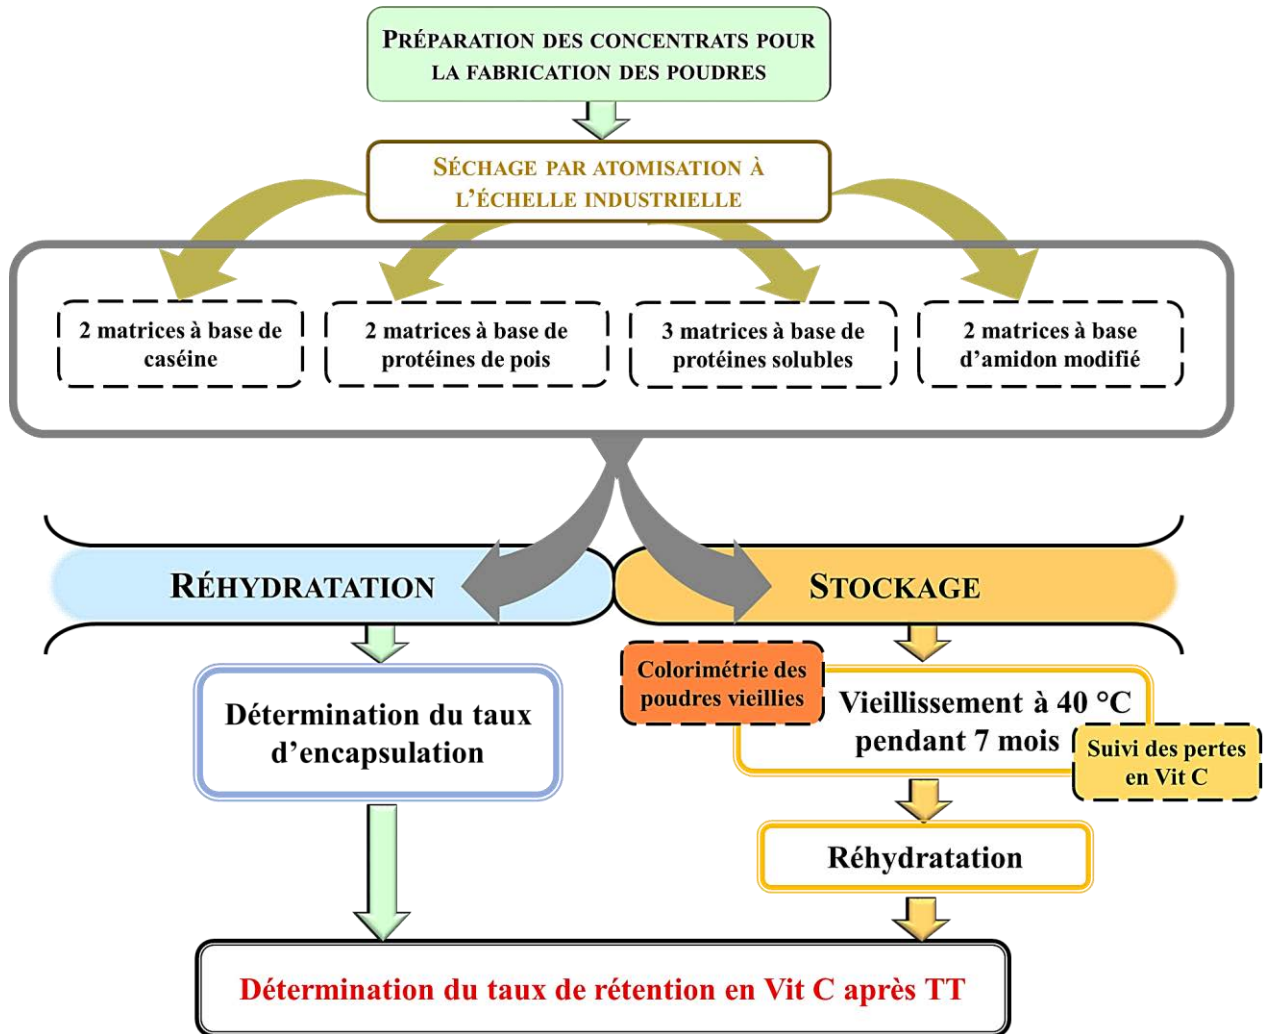 PRÉPARATION DES CONCENTRATS POUR
LA FABRICATION DES POUDRES
SÉCHAGE PAR ATOMISATION À
L'ÉCHELLE INDUSTRIELLE
2 matrices à base de
caséine
2 matrices à base de
protéines de pois
3 matrices à base de
protéines solubles
2 matrices à base
d'amidon modifié
RÉHYDRATATION
STOCKAGE
Détermination du taux
d'encapsulation
Colorimétrie des
poudres vieillies
Vieillissement à 40 °C
pendant 7 mois
Suivi des pertes
en Vit C
Réhydratation
Détermination du taux de rétention en Vit C après TT